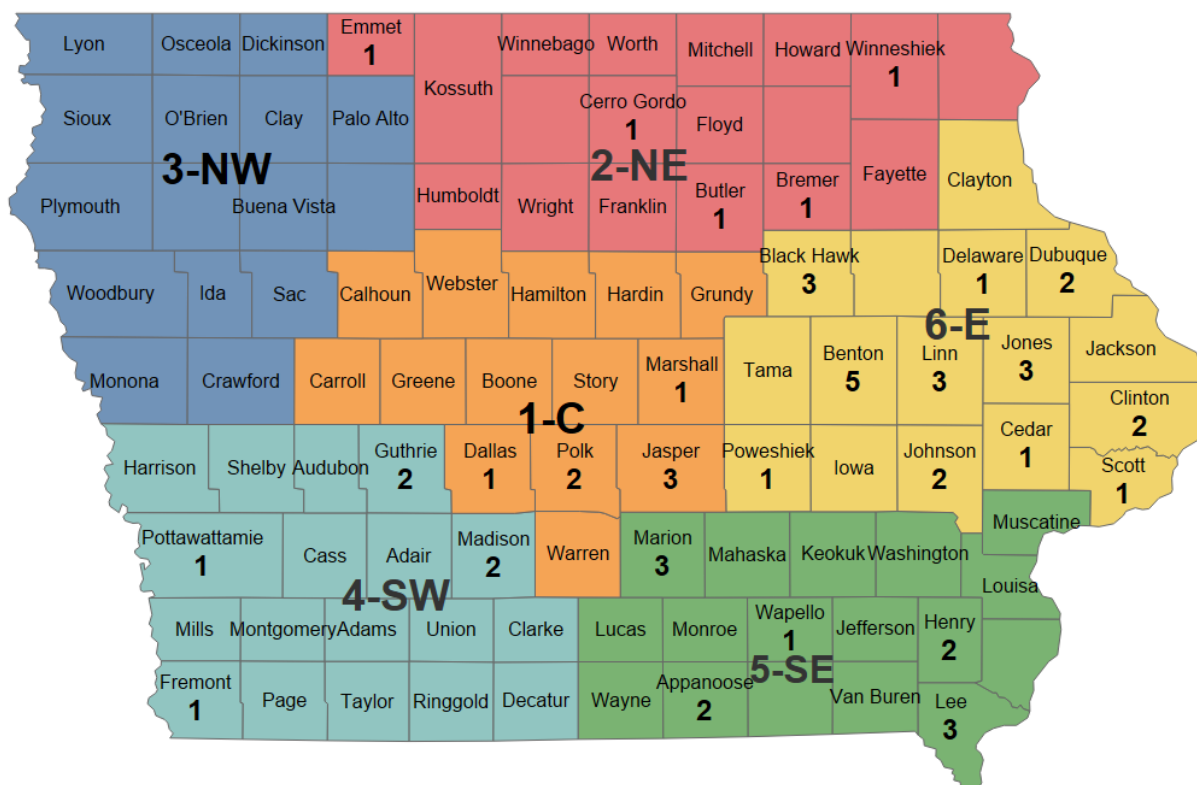 Lyon
Osceola
Dickinson
Emmet
1
Winnebago
Worth
Mitchell
Howard
Winneshiek
1
Kossuth
Sioux
O'Brien
Clay
Palo Alto
Cerro Gordo
1
Floyd
3-NW
2-NE
Fayette
Clayton
Plymouth
Buena Vista
Humboldt
Wright
Franklin
Butler
1
Bremer
1
Woodbury
Ida
Sac
Calhoun
Webster
Hamilton
Hardin
Grundy
Black Hawk
3
Delaware
1
Dubuque
2
6-E
Monona
Crawford
Carroll
Greene
Boone
Story
Marshall
1
Tama
Benton
5
Linn
3
Jones
3
Jackson
1-C
Clinton
2
Harrison
Shelby
Audubon
Guthrie
2
Dallas
1
Polk
2
Jasper
3
Poweshiek
1
Iowa
Johnson
2
Cedar
1
Scott
1
Pottawattamie
1
Cass
Adair
Madison
2
Warren
Marion
3
Mahaska
Keokuk
Washington
Muscatine
Louisa
4-SW
Mills
Montgomery
Adams
Union
Clarke
Lucas
Monroe
Wapello
1
Jefferson
Henry
2
5-SE
Fremont
1
Page
Taylor
Ringgold
Decatur
Wayne
Appanoose
2
Van Buren
Lee
3